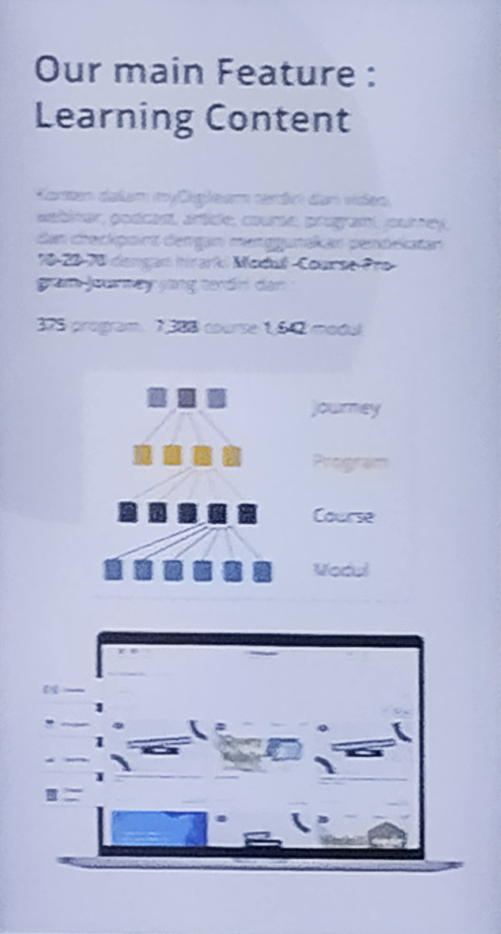 Our main Feature :
Learning Content
Konten dalam myDigilearn terdiri dari video,
webinar, podcast, article, course, program, journey,
dan checkpoint dengan menggunakan pendekatan
10-20-70 dengan hirarki Modul -Course-Pro-
gram-Journey yang terdiri dari :
375 program, 7,388 course 1,642 modul
Journey
Program
Course
Modul